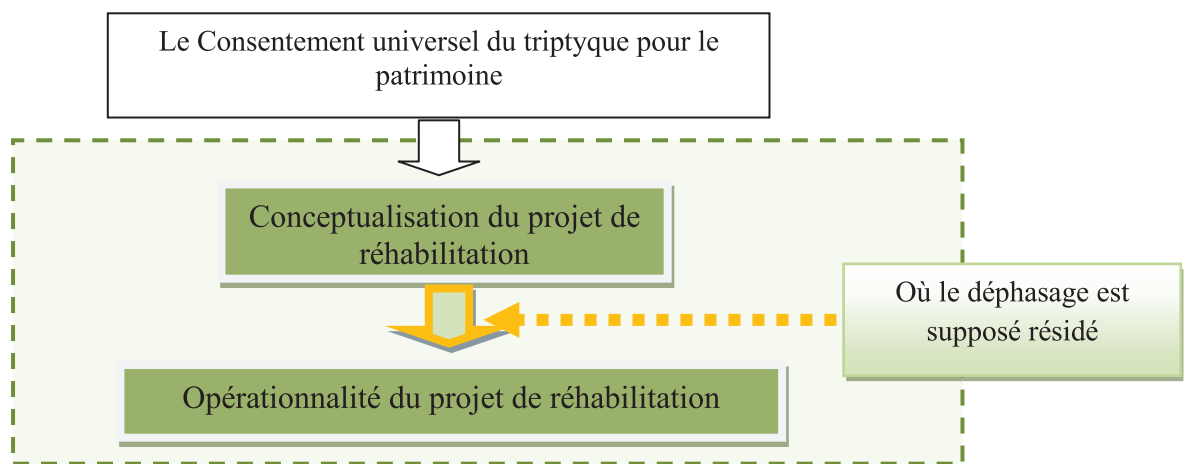 Le Consentement universel du triptyque pour le
patrimoine
Conceptualisation du projet de
réhabilitation
Où le déphasage est
supposé résidé
Opérationnalité du projet de réhabilitation